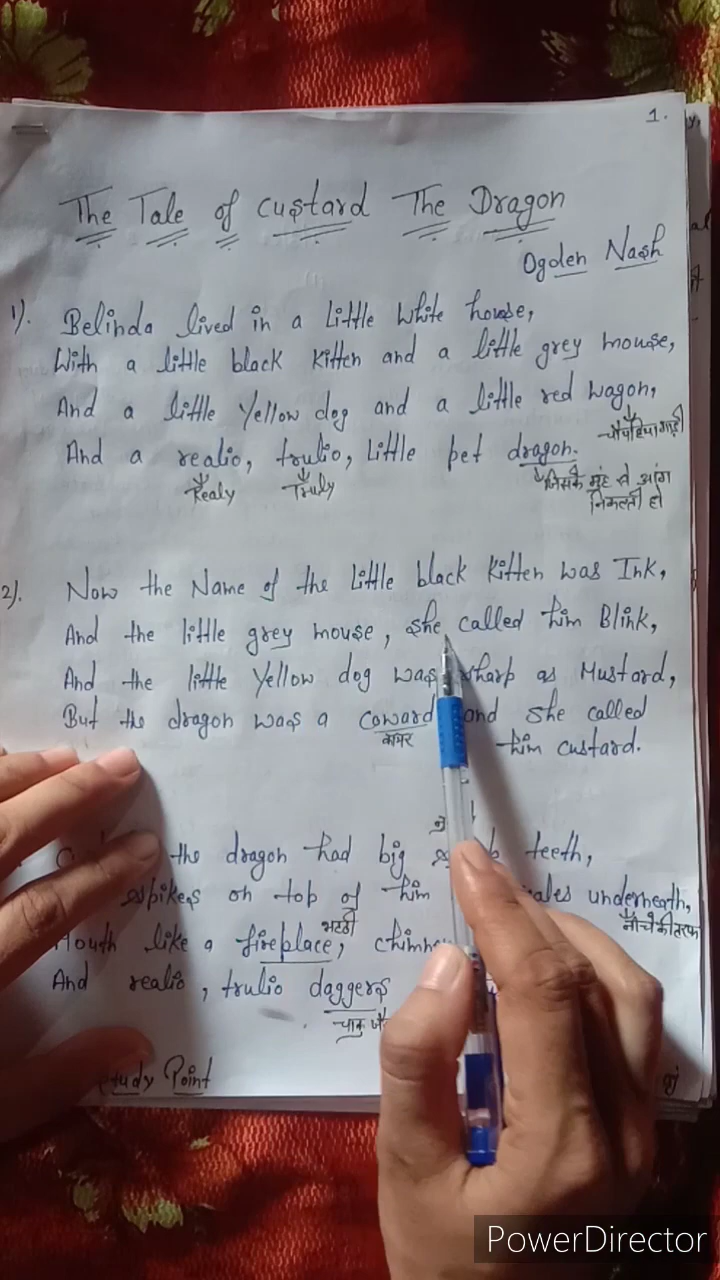 1.
The Tale of Custard The Dragon
Ogden Nash
1). Belinda lived in a little white house,
With a little black kitten and a little grey mouse,
And a little yellow dog and a little red wagon,
चौपहिया गाड़ी
And a realio, trulio, little pet dragon.
Realy Truly जिसके मुंह से आंग
निकलती हो
2). Now the Name of the little black kitten was Ink,
And the little grey mouse, she called him Blink,
And the little yellow dog was sharp as Mustard,
But the dragon was a coward and she called
कायर him custard.
the dragon had big teeth,
spikes on top of him underneath,
नीचे की तरफ
Mouth like a fireplace,
भट्ठी
And realio, trulio daggers
चाकु
Study Point
PowerDirector